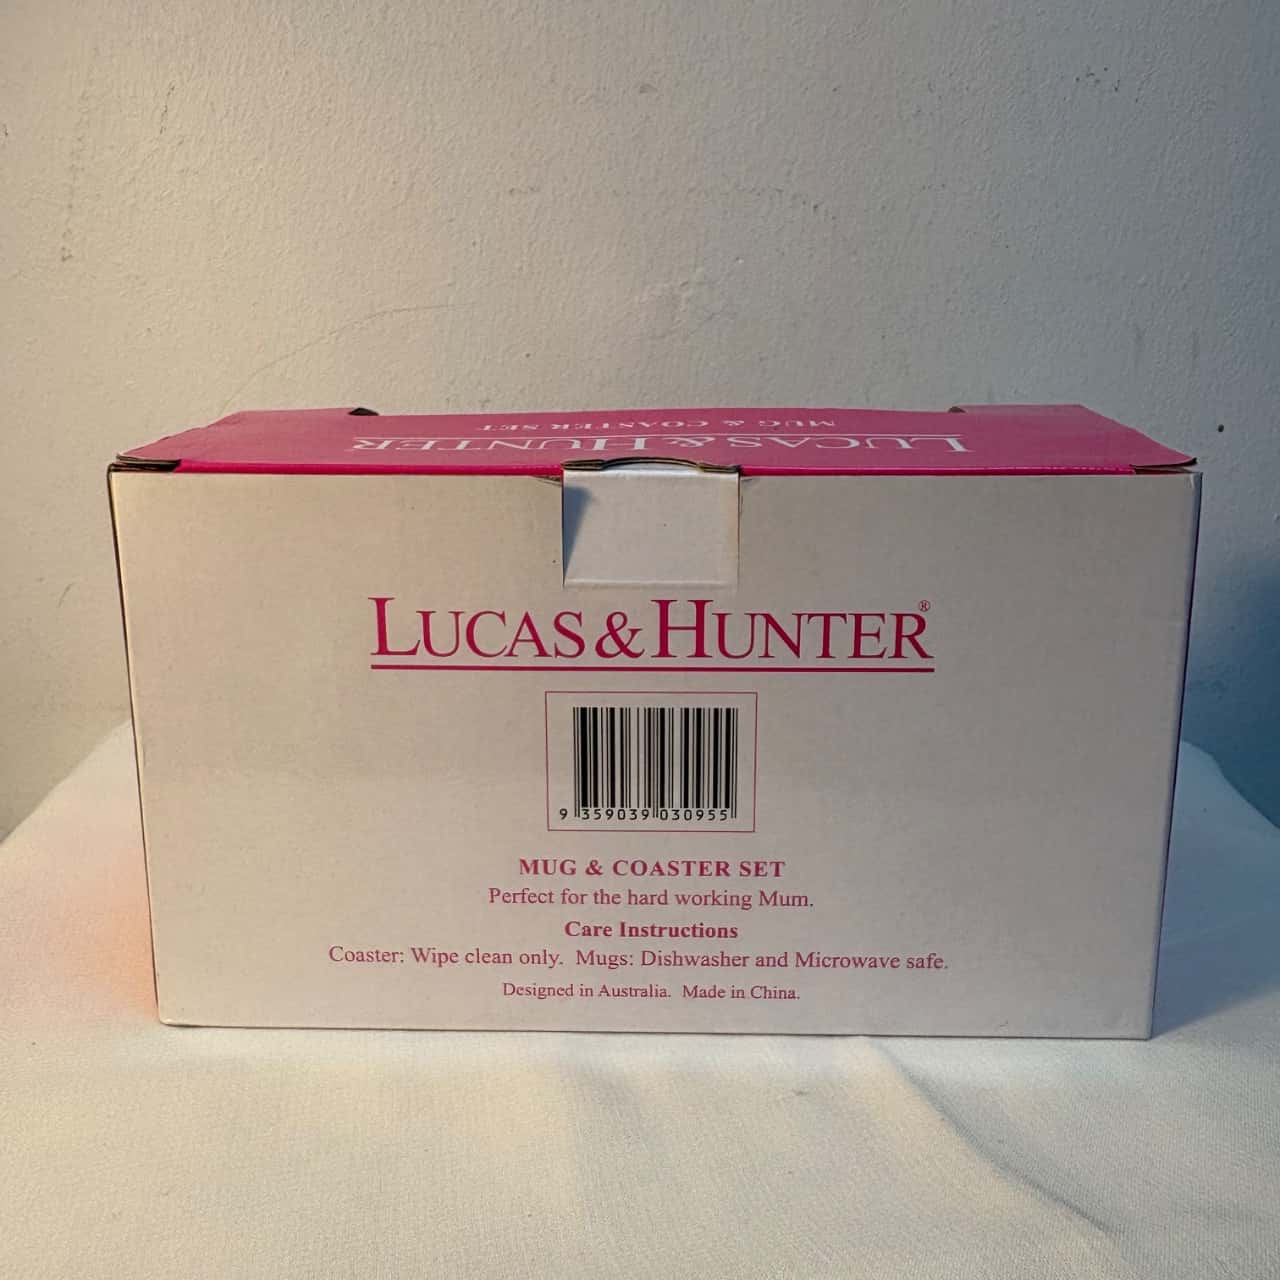 LUCAS & HUNTER
MUG & COASTER SET
LUCAS & HUNTER®
9 359039 030955
MUG & COASTER SET
Perfect for the hard working Mum.
Care Instructions
Coaster: Wipe clean only. Mugs: Dishwasher and Microwave safe.
Designed in Australia. Made in China.